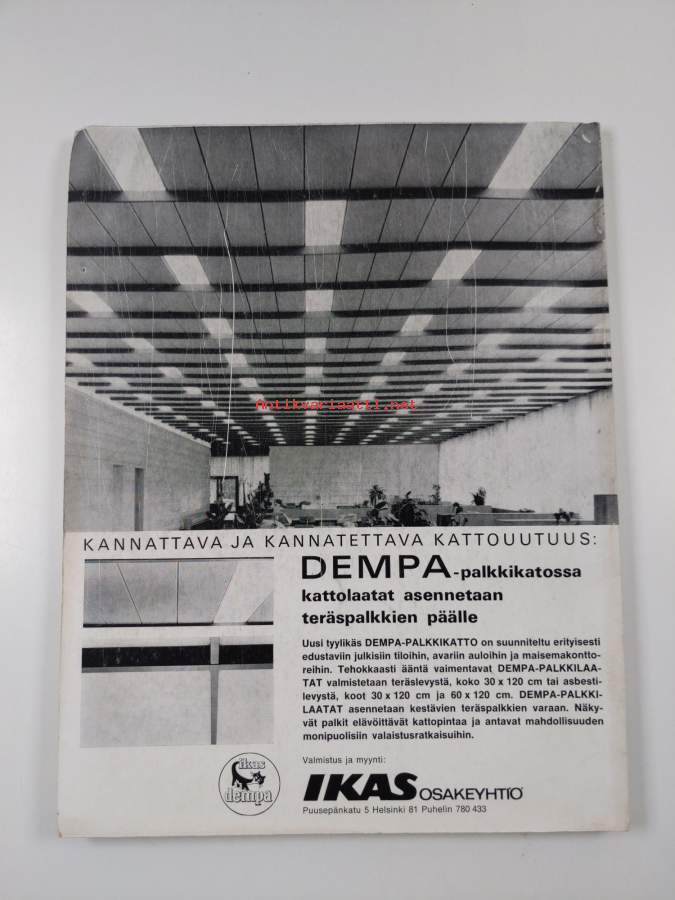 Antikvariaatti.net
KANNATTAVA JA KANNATETTAVA KATTOUUTUUS:
DEMPA-palkkikatossa
kattolaatat asennetaan
teräspalkkien päälle
Uusi tyylikäs DEMPA-PALKKIKATTO on suunniteltu erityisesti
edustaviin julkisiin tiloihin, avariin auloihin ja maisemakontto-
reihin. Tehokkaasti ääntä vaimentavat DEMPA-PALKKILAA-
TAT valmistetaan teräslevystä, koko 30 x 120 cm tai asbesti-
levystä, koot 30 x 120 cm ja 60 x 120 cm. DEMPA-PALKKI-
LAATAT asennetaan kestävien teräspalkkien varaan. Näky-
vät palkit elävöittävät kattopintaa ja antavat mahdollisuuden
monipuolisiin valaistusratkaisuihin.
Valmistus ja myynti:
ikas
dempa
IKAS OSAKEYHTIÖ
Puusepänkatu 5 Helsinki 81 Puhelin 780 433